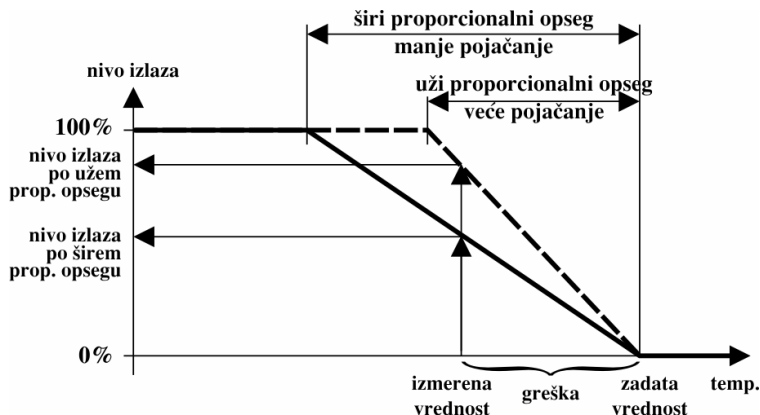 širi proporcionalni opseg
manje pojačanje
nivo izlaza
uži proporcionalni opseg
veće pojačanje
100%
nivo izlaza
po užem
prop. opsegu
nivo izlaza
po širem
prop. opsegu
0%
izmerena
vrednost
greška
zadata
vrednost
temp.